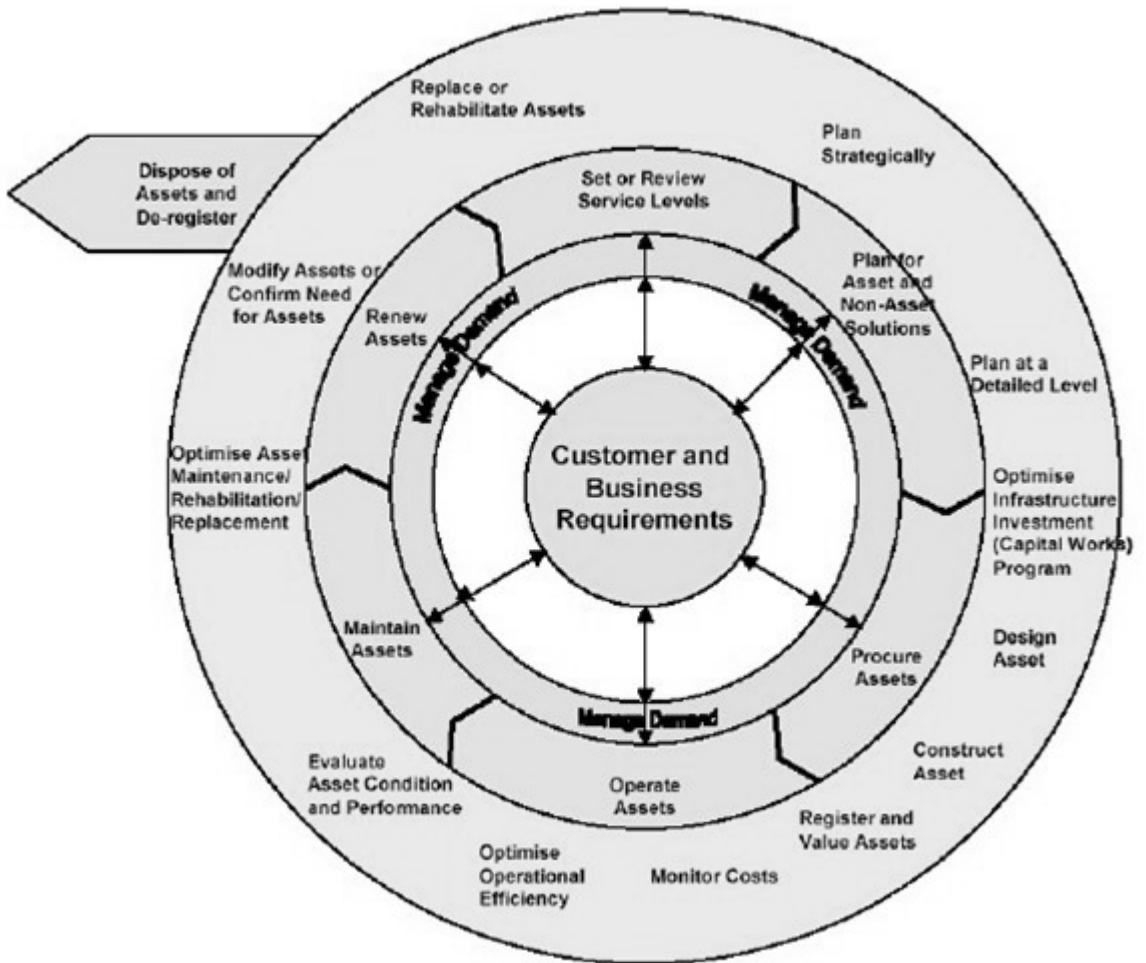 Replace or
Rehabilitate Assets
Plan
Strategically
Dispose of
Assets and
De-register
Set or Review
Service Levels
Modify Assets or
Confirm Need
for Assets
Plan for
Asset and
Non-Asset
Solutions
Renew
Assets
Manage Demand
Manage Demand
Plan at a
Detailed Level
Customer and
Business
Requirements
Optimise Asset
Maintenance/
Rehabilitation/
Replacement
Optimise
Infrastructure
Investment
(Capital Works)
Program
Maintain
Assets
Procure
Assets
Design
Asset
Manage Demand
Construct
Asset
Evaluate
Asset Condition
and Performance
Operate
Assets
Register and
Value Assets
Optimise
Operational
Efficiency
Monitor Costs